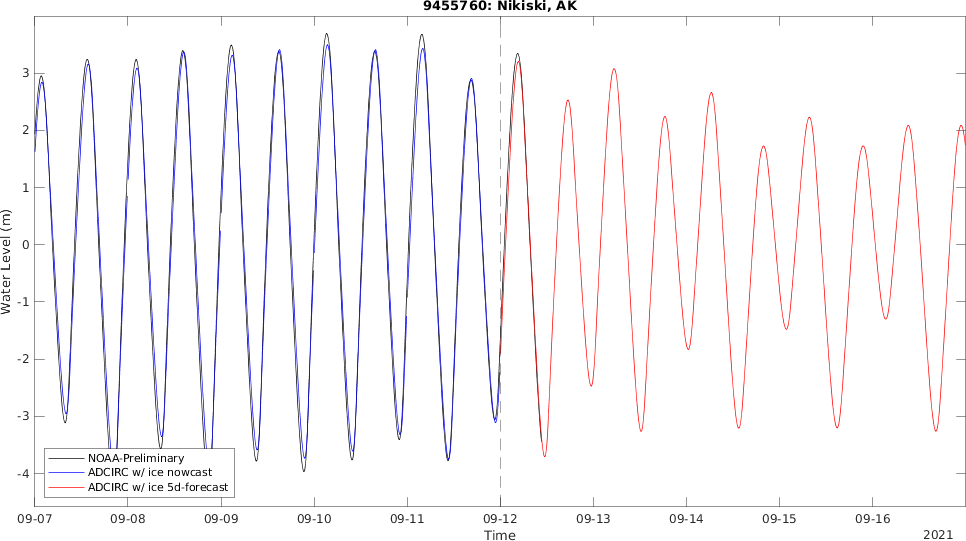 9455760: Nikiski, AK
Water Level (m)
3
2
1
0
-1
-2
-3
-4
NOAA-Preliminary
ADCIRC w/ ice nowcast
ADCIRC w/ ice 5d-forecast
09-07 09-08 09-09 09-10 09-11 09-12 09-13 09-14 09-15 09-16
Time
2021